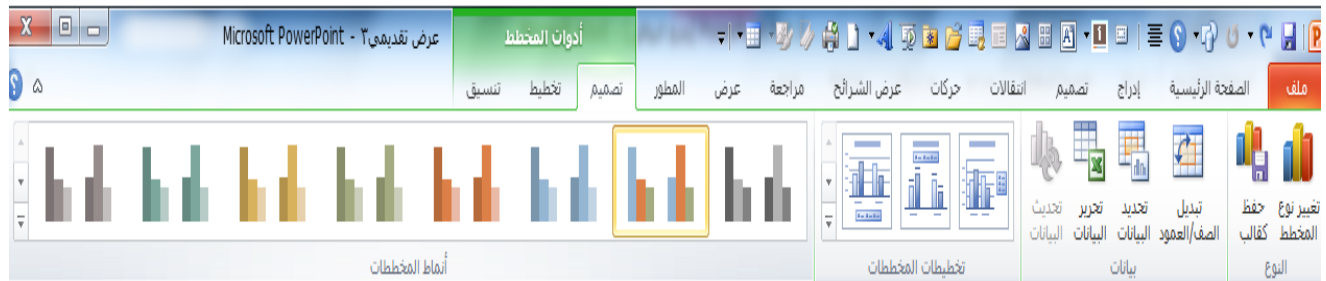 أدوات المخطط
عرض تقديمي٣ - Microsoft PowerPoint
ملف الصفحة الرئيسية إدراج تصميم انتقالات حركات عرض الشرائح مراجعة عرض المطور تصميم تخطيط تنسيق
تغيير نوع المخطط
حفظ كقالب
تبديل الصف/العمود
تحديد البيانات
تحرير البيانات
تحديث البيانات
النوع
بيانات
تخطيطات المخططات
أنماط المخططات